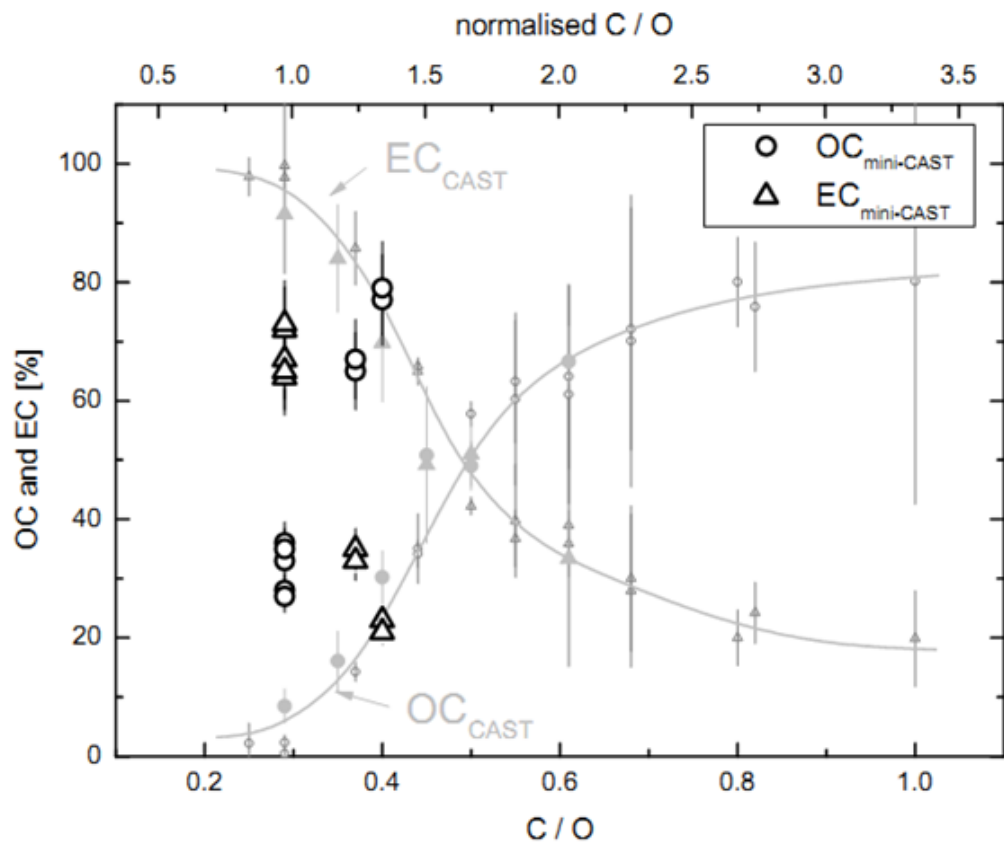 normalised C / O
0.5 1.0 1.5 2.0 2.5 3.0 3.5
OC and EC [%]
100
80
60
40
20
0
EC CAST
OC mini-CAST
EC mini-CAST
OC CAST
0.2 0.4 0.6 0.8 1.0
C / O